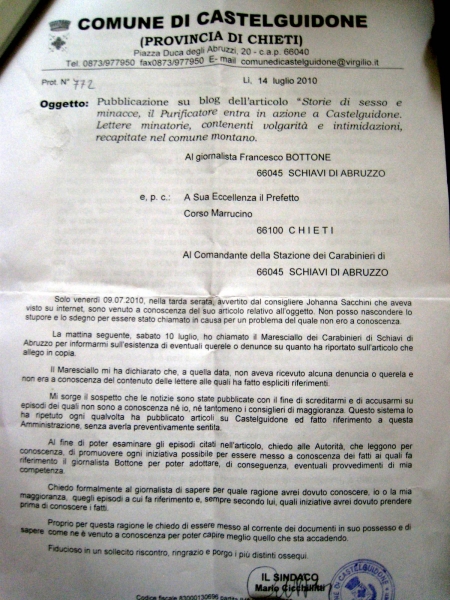 COMUNE DI CASTELGUIDONE
(PROVINCIA DI CHIETI)
Piazza Duca degli Abruzzi, 20 - c.a.p. 66040
Tel. 0873/977950 fax0873/977950 E- mail comunedicastelguidone@virgilio.it
Prot. N° 772
Li, 14 luglio 2010
Oggetto: Pubblicazione su blog dell'articolo "Storie di sesso e
minacce, il Purificatore entra in azione a Castelguidone.
Lettere minatorie, contenenti volgarità e intimidazioni,
recapitate nel comune montano.
Al giornalista Francesco BOTTONE
66045 SCHIAVI DI ABRUZZO
e, p. c.: A Sua Eccellenza il Prefetto
Corso Marrucino
66100 C H I E T I
Al Comandante della Stazione dei Carabinieri di
66045 SCHIAVI DI ABRUZZO
Solo venerdì 09.07.2010, nella tarda serata, avvertito dal consigliere Johanna Sacchini che aveva
visto su internet, sono venuto a conoscenza del suo articolo relativo all'oggetto. Non posso nascondere lo
stupore e lo sdegno per essere stato chiamato in causa per un problema del quale non ero a conoscenza.
La mattina seguente, sabato 10 luglio, ho chiamato il Maresciallo dei Carabinieri di Schiavi di
Abruzzo per informarmi sull'esistenza di eventuali querele o denunce su quanto ha riportato sull'articolo che
allego in copia.
Il Maresciallo mi ha dichiarato che, a quella data, non aveva ricevuto alcuna denuncia o querela e
non era a conoscenza del contenuto delle lettere alle quali ha fatto espliciti riferimenti.
Mi sorge il sospetto che le notizie sono state pubblicate con il fine di screditarmi e di accusarmi su
episodi dei quali non sono a conoscenza né io, né tantomeno i consiglieri di maggioranza. Questo sistema lo
ha ripetuto ogni qualvolta ha pubblicato articoli su Castelguidone ed fatto riferimento a questa
Amministrazione, senza averla preventivamente sentita.
Al fine di poter esaminare gli episodi citati nell'articolo, chiedo alle Autorità, che leggono per
conoscenza, di promuovere ogni iniziativa possibile per essere messo a conoscenza dei fatti ai quali fa
riferimento il giornalista Bottone per poter adottare, di conseguenza, eventuali provvedimenti di mia
competenza.
Chiedo formalmente al giornalista di sapere per quale ragione avrei dovuto conoscere, io o la mia
maggioranza, quegli episodi a cui fa riferimento e, sempre secondo lui, quali iniziative avrei dovuto prendere
prima di conoscere i fatti.
Proprio per questa ragione le chiedo di essere messo al corrente dei documenti in suo possesso e di
sapere come ne è venuto a conoscenza per poter capire meglio quello che sta accadendo.
Fiducioso in un sollecito riscontro, ringrazio e porgo i più distinti ossequi.
IL SINDACO
Mario Cicchillitti
Codice fiscale 83000130696